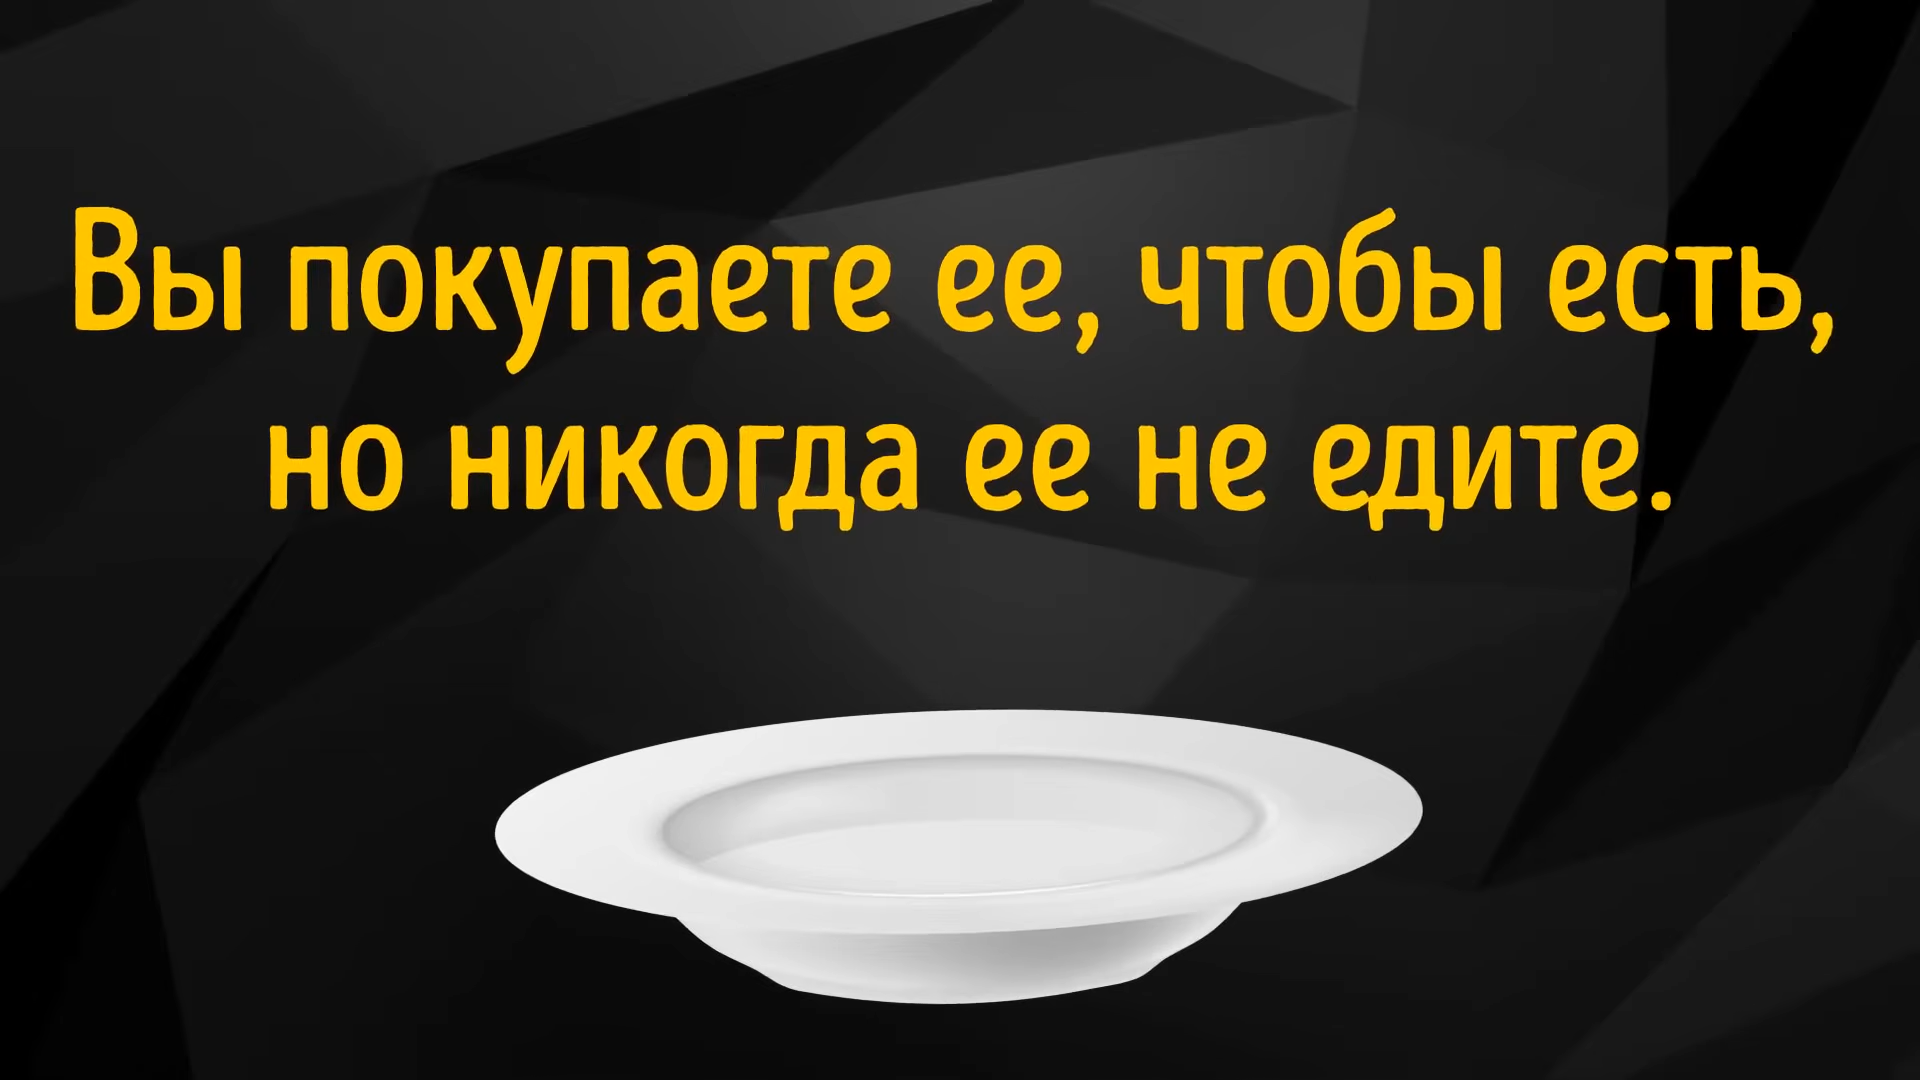 Вы покупаете ее, чтобы есть,
но никогда ее не едите.